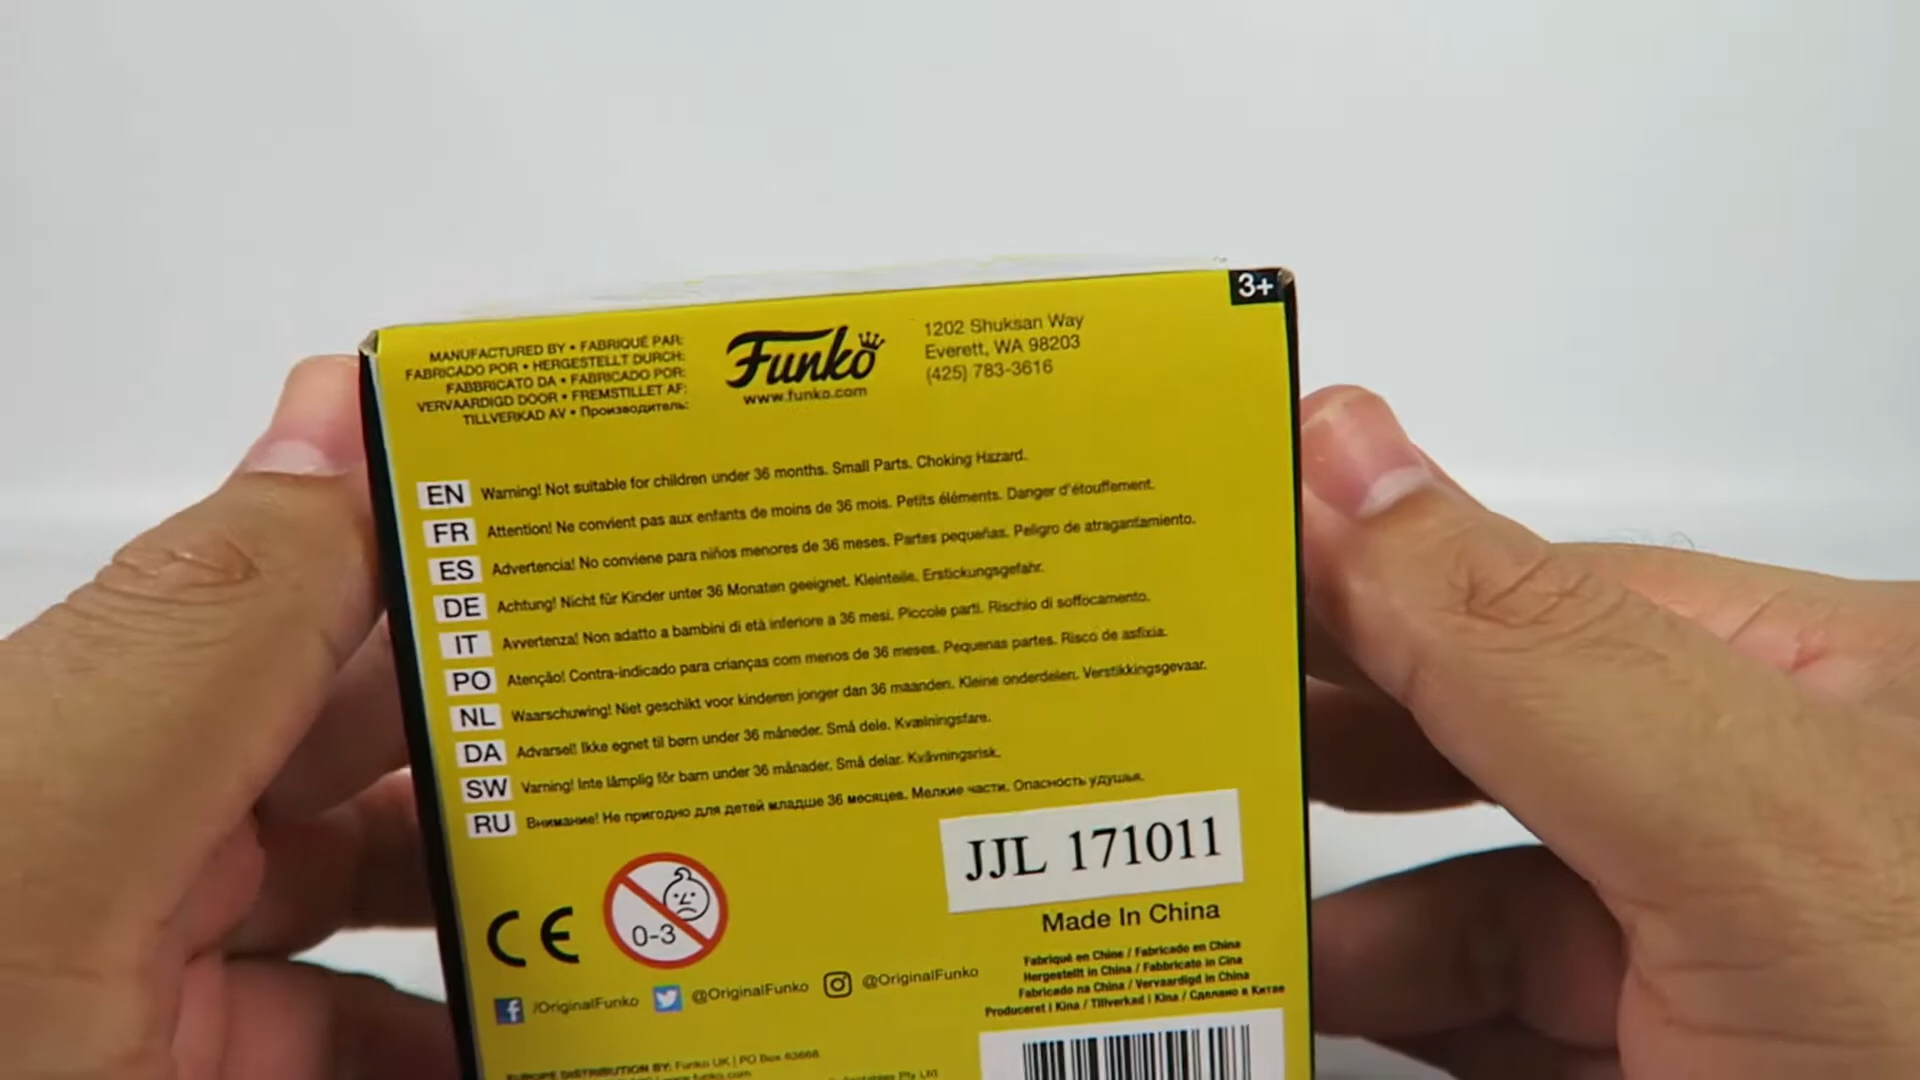 3+
MANUFACTURED BY • FABRIQUÉ PAR:
FABRICADO POR • HERGESTELLT DURCH:
FABBRICATO DA • FABRICADO POR:
VERVAARDIGD DOOR • FREMSTILLET AF:
TILLVERKAD AV • Производитель:
Funko
www.funko.com
1202 Shuksan Way
Everett, WA 98203
(425) 783-3616
EN Warning! Not suitable for children under 36 months. Small Parts. Choking Hazard.
FR Attention! Ne convient pas aux enfants de moins de 36 mois. Petits éléments. Danger d'étouffement.
ES Advertencia! No conviene para niños menores de 36 meses. Partes pequeñas. Peligro de atragantamiento.
DE Achtung! Nicht für Kinder unter 36 Monaten geeignet. Kleinteile. Erstickungsgefahr.
IT Avvertenza! Non adatto a bambini di età inferiore a 36 mesi. Piccole parti. Rischio di soffocamento.
PO Atenção! Contra-indicado para crianças com menos de 36 meses. Pequenas partes. Risco de asfixia.
NL Waarschuwing! Niet geschikt voor kinderen jonger dan 36 maanden. Kleine onderdelen. Verstikkingsgevaar.
DA Advarsel! Ikke egnet til børn under 36 måneder. Små dele. Kvælningsfare.
SW Varning! Inte lämplig för barn under 36 månader. Små delar. Kvävningsrisk.
RU Внимание! Не пригодно для детей младше 36 месяцев. Мелкие части. Опасность удушья.
JJL 171011
CE
0-3
Made In China
Fabriqué en Chine / Fabricado en China
Hergestellt in China / Fabbricato in Cina
Fabricado na China / Vervaardigd in China
Produceret i Kina / Tillverkad i Kina / Сделано в Китае
/OriginalFunko
@OriginalFunko
@OriginalFunko
EUROPE DISTRIBUTION BY: Funko UK | PO Box 63668
www.funko.com
Pty Ltd